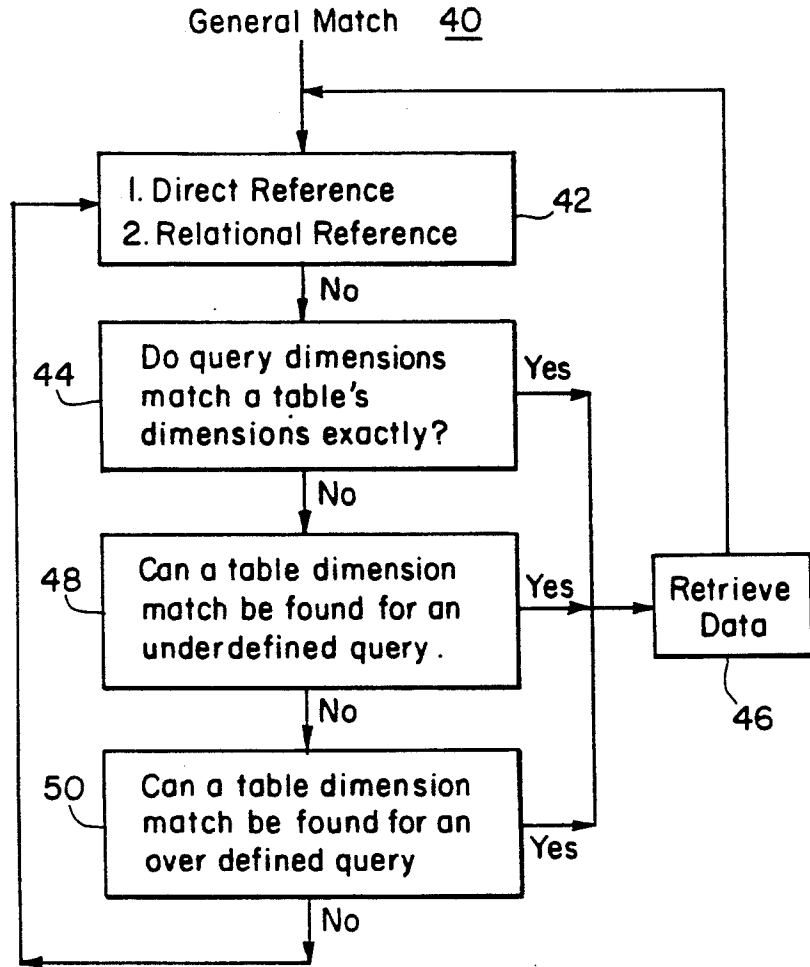 General Match 40
1. Direct Reference
2. Relational Reference
42
No
Do query dimensions
match a table's
dimensions exactly?
44
Yes
No
Can a table dimension
match be found for an
underdefined query.
48
Yes
Retrieve
Data
46
No
Can a table dimension
match be found for an
over defined query
50
Yes
No